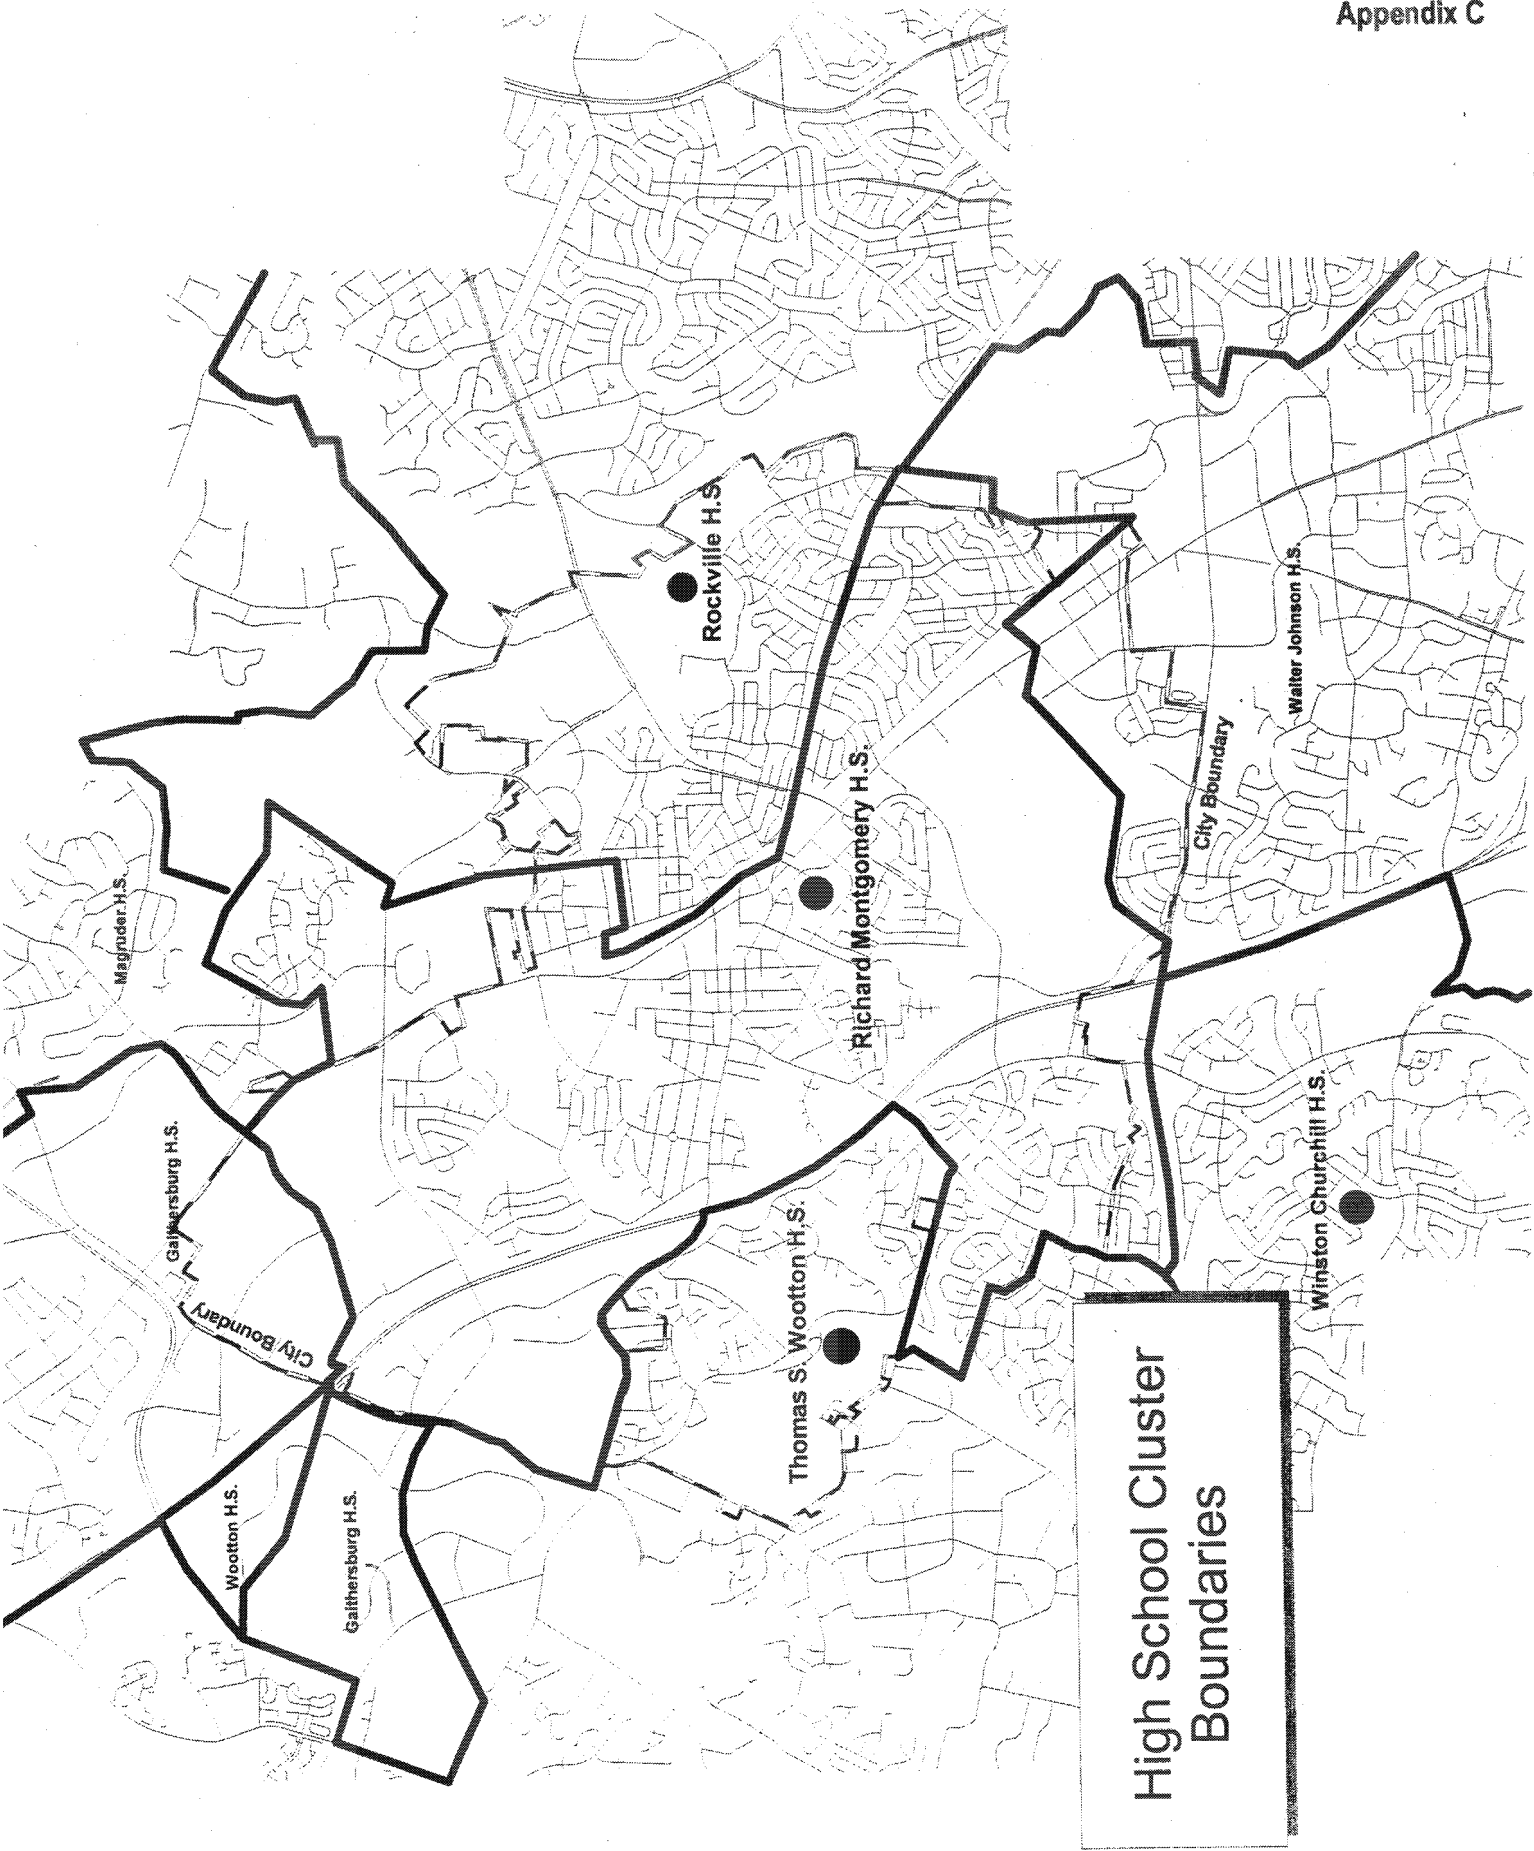 Appendix C
Rockville H.S.
Magruder H.S.
Richard Montgomery H.S.
Walter Johnson H.S.
City Boundary
Gaithersburg H.S.
City Boundary
Thomas S. Wootton H.S.
Winston Churchill H.S.
Wootton H.S.
Gaithersburg H.S.
High School Cluster
Boundaries